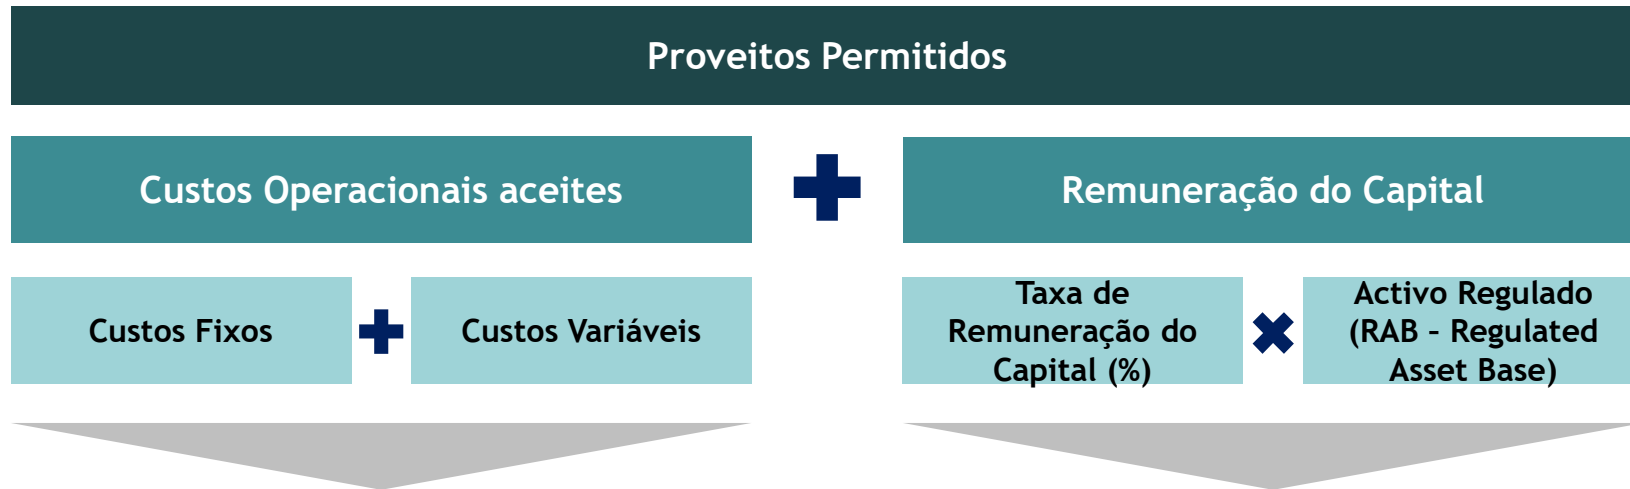 Proveitos Permitidos
Custos Operacionais aceites
Remuneração do Capital
Custos Fixos
Custos Variáveis
Taxa de
Remuneração do
Capital (%)
Activo Regulado
(RAB – Regulated
Asset Base)